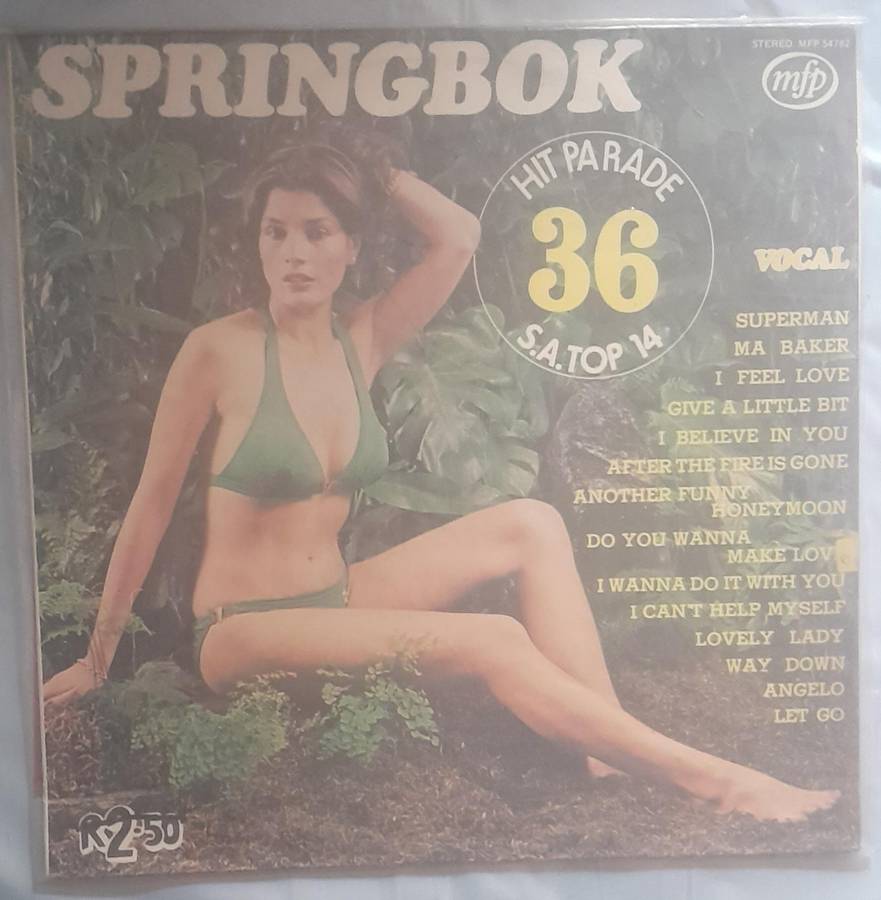 SPRINGBOK
STEREO MFP 54782
mfp
HIT PARADE
36
S.A. TOP 14
VOCAL
SUPERMAN
MA BAKER
I FEEL LOVE
GIVE A LITTLE BIT
I BELIEVE IN YOU
AFTER THE FIRE IS GONE
ANOTHER FUNNY
HONEYMOON
DO YOU WANNA
MAKE LOVE
I WANNA DO IT WITH YOU
I CAN'T HELP MYSELF
LOVELY LADY
WAY DOWN
ANGELO
LET GO
R2·50